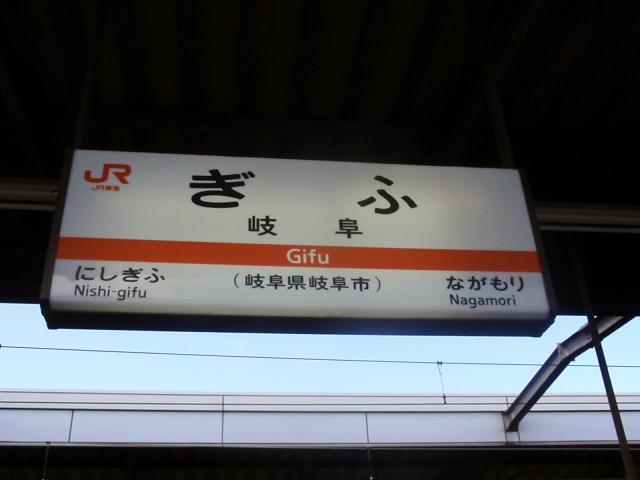 JR
JR東海
ぎふ
岐阜
Gifu
にしぎふ
Nishi-gifu
(岐阜県岐阜市)
ながもり
Nagamori